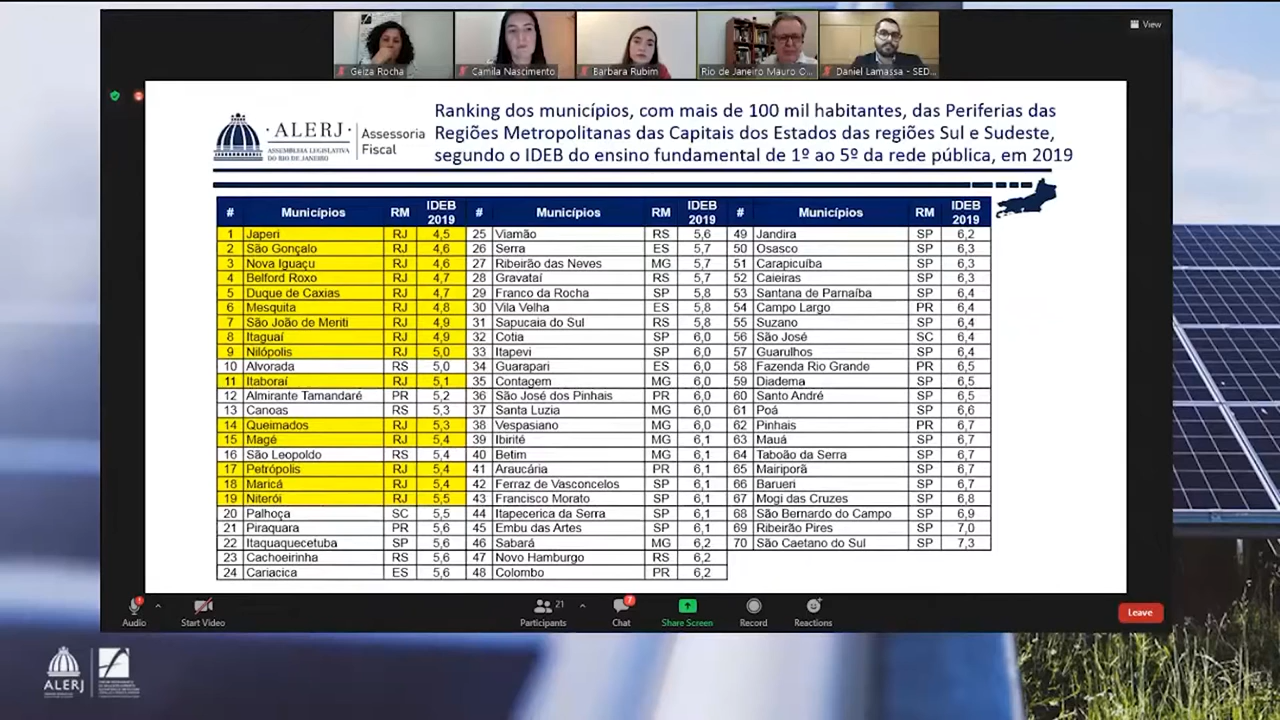 View
Geiza Rocha
Camila Nascimento
Barbara Rubim
Rio de Janeiro Mauro O...
Daniel Lamassa - SED...
ALERJ
ASSEMBLEIA LEGISLATIVA
DO RIO DE JANEIRO
Assessoria
Fiscal
Ranking dos municípios, com mais de 100 mil habitantes, das Periferias das
Regiões Metropolitanas das Capitais dos Estados das regiões Sul e Sudeste,
segundo o IDEB do ensino fundamental de 1º ao 5º da rede pública, em 2019
# Municípios RM IDEB 2019 # Municípios RM IDEB 2019 # Municípios RM IDEB 2019
1 Japeri RJ 4,5 25 Viamão RS 5,6 49 Jandira SP 6,2
2 São Gonçalo RJ 4,6 26 Serra ES 5,7 50 Osasco SP 6,3
3 Nova Iguaçu RJ 4,6 27 Ribeirão das Neves MG 5,7 51 Carapicuíba SP 6,3
4 Belford Roxo RJ 4,7 28 Gravataí RS 5,7 52 Caieiras SP 6,3
5 Duque de Caxias RJ 4,7 29 Franco da Rocha SP 5,8 53 Santana de Parnaíba SP 6,4
6 Mesquita RJ 4,8 30 Vila Velha ES 5,8 54 Campo Largo PR 6,4
7 São João de Meriti RJ 4,9 31 Sapucaia do Sul RS 5,8 55 Suzano SP 6,4
8 Itaguaí RJ 4,9 32 Cotia SP 6,0 56 São José SC 6,4
9 Nilópolis RJ 5,0 33 Itapevi SP 6,0 57 Guarulhos SP 6,4
10 Alvorada RS 5,0 34 Guarapari ES 6,0 58 Fazenda Rio Grande PR 6,5
11 Itaboraí RJ 5,1 35 Contagem MG 6,0 59 Diadema SP 6,5
12 Almirante Tamandaré PR 5,2 36 São José dos Pinhais PR 6,0 60 Santo André SP 6,5
13 Canoas RS 5,3 37 Santa Luzia MG 6,0 61 Poá SP 6,6
14 Queimados RJ 5,3 38 Vespasiano MG 6,0 62 Pinhais PR 6,7
15 Magé RJ 5,4 39 Ibirité MG 6,1 63 Mauá SP 6,7
16 São Leopoldo RS 5,4 40 Betim MG 6,1 64 Taboão da Serra SP 6,7
17 Petrópolis RJ 5,4 41 Araucária PR 6,1 65 Mairiporã SP 6,7
18 Maricá RJ 5,4 42 Ferraz de Vasconcelos SP 6,1 66 Barueri SP 6,7
19 Niterói RJ 5,5 43 Francisco Morato SP 6,1 67 Mogi das Cruzes SP 6,8
20 Palhoça SC 5,5 44 Itapecerica da Serra SP 6,1 68 São Bernardo do Campo SP 6,9
21 Piraquara PR 5,6 45 Embu das Artes SP 6,1 69 Ribeirão Pires SP 7,0
22 Itaquaquecetuba SP 5,6 46 Sabará MG 6,2 70 São Caetano do Sul SP 7,3
23 Cachoeirinha RS 5,6 47 Novo Hamburgo RS 6,2
24 Cariacica ES 5,6 48 Colombo PR 6,2
Audio
Start Video
Participants 21
Chat 7
Share Screen
Record
Reactions
Leave
ALERJ